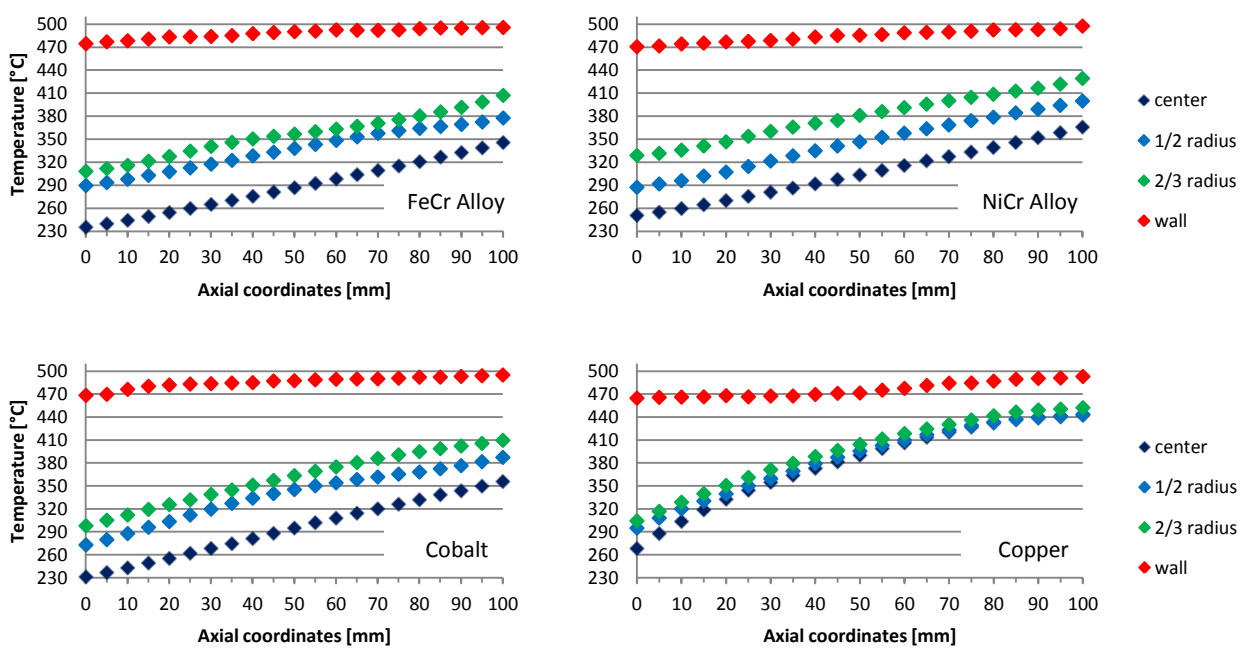 500
470
440
410
380
350
320
290
260
230
Temperature [°C]
FeCr Alloy
0 10 20 30 40 50 60 70 80 90 100
Axial coordinates [mm]
500
470
440
410
380
350
320
290
260
230
NiCr Alloy
0 10 20 30 40 50 60 70 80 90 100
Axial coordinates [mm]
center
1/2 radius
2/3 radius
wall
500
470
440
410
380
350
320
290
260
230
Temperature [°C]
Cobalt
0 10 20 30 40 50 60 70 80 90 100
Axial coordinates [mm]
500
470
440
410
380
350
320
290
260
230
Copper
0 10 20 30 40 50 60 70 80 90 100
Axial coordinates [mm]
center
1/2 radius
2/3 radius
wall